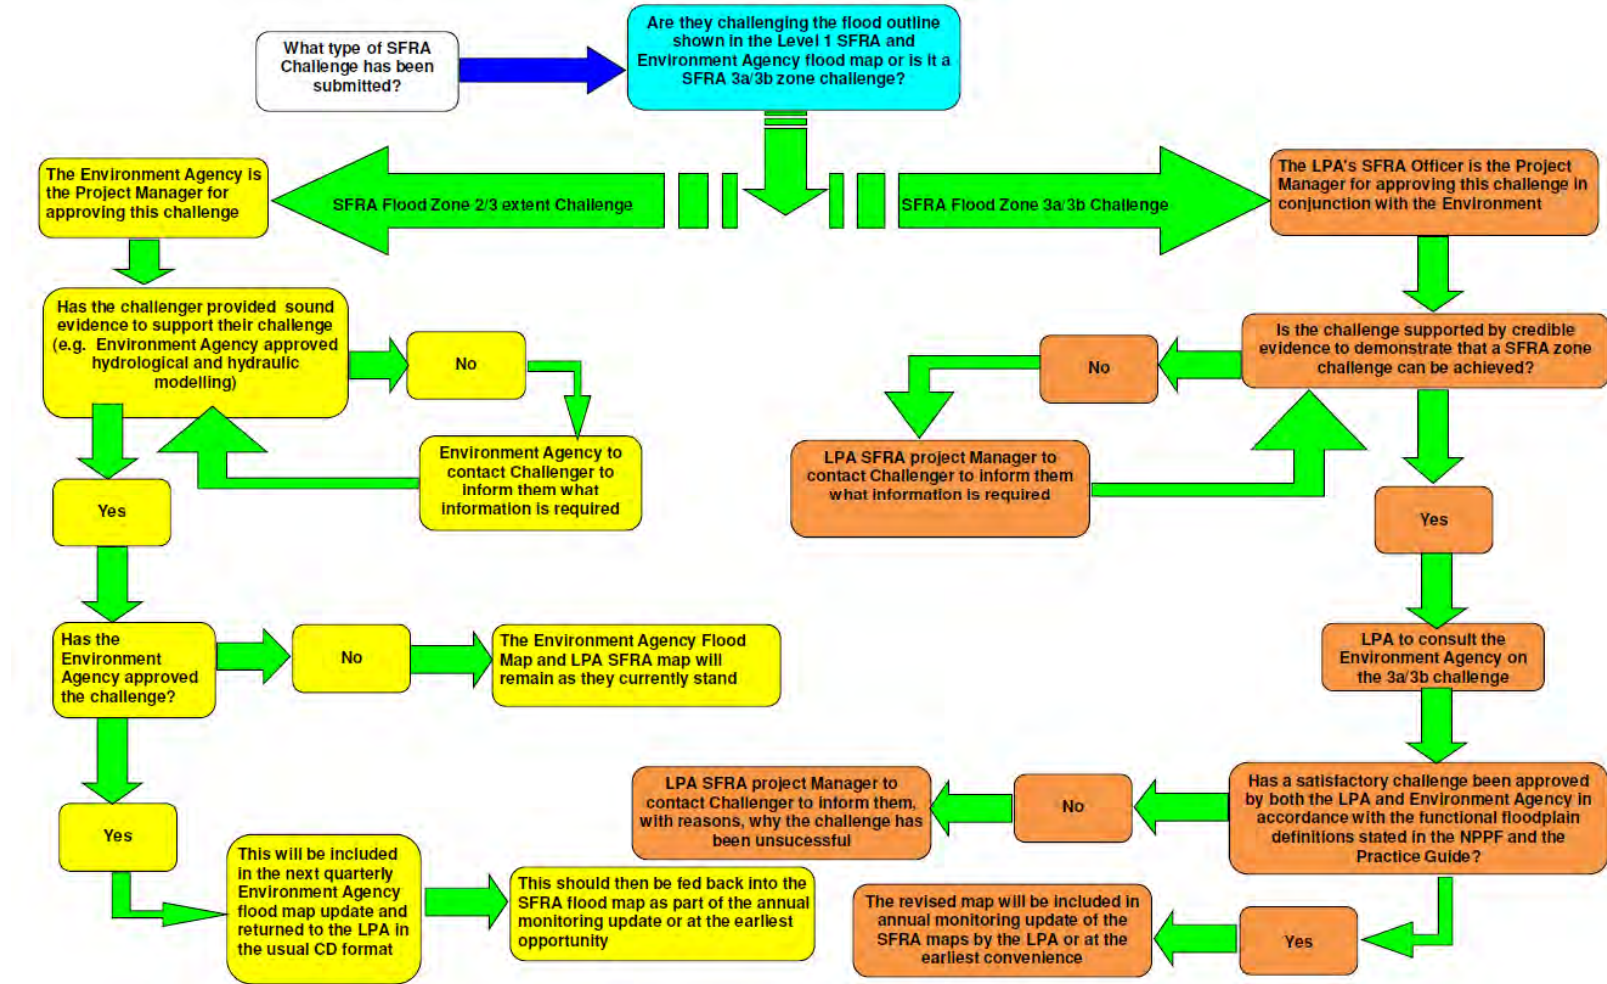 What type of SFRA
Challenge has been
submitted?
Are they challenging the flood outline
shown in the Level 1 SFRA and
Environment Agency flood map or is it a
SFRA 3a/3b zone challenge?
SFRA Flood Zone 2/3 extent Challenge
SFRA Flood Zone 3a/3b Challenge
The Environment Agency is
the Project Manager for
approving this challenge
Has the challenger provided sound
evidence to support their challenge
(e.g. Environment Agency approved
hydrological and hydraulic
modelling)
No
Environment Agency to
contact Challenger to
inform them what
information is required
Yes
Has the
Environment
Agency approved
the challenge?
No
The Environment Agency Flood
Map and LPA SFRA map will
remain as they currently stand
Yes
This will be included
in the next quarterly
Environment Agency
flood map update and
returned to the LPA in
the usual CD format
This should then be fed back into the
SFRA flood map as part of the annual
monitoring update or at the earliest
opportunity
The LPA's SFRA Officer is the Project
Manager for approving this challenge in
conjunction with the Environment
Is the challenge supported by credible
evidence to demonstrate that a SFRA zone
challenge can be achieved?
No
LPA SFRA project Manager to
contact Challenger to inform them
what information is required
Yes
LPA to consult the
Environment Agency on
the 3a/3b challenge
Has a satisfactory challenge been approved
by both the LPA and Environment Agency in
accordance with the functional floodplain
definitions stated in the NPPF and the
Practice Guide?
No
LPA SFRA project Manager to
contact Challenger to inform them,
with reasons, why the challenge has
been unsucessful
Yes
The revised map will be included in
annual monitoring update of the
SFRA maps by the LPA or at the
earliest convenience